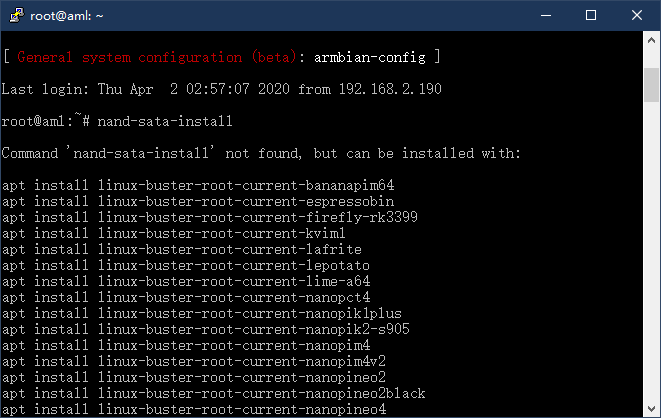 root@aml: ~
[ General system configuration (beta): armbian-config ]
Last login: Thu Apr  2 02:57:07 2020 from 192.168.2.190
root@aml:~# nand-sata-install
Command 'nand-sata-install' not found, but can be installed with:
apt install linux-buster-root-current-bananapim64
apt install linux-buster-root-current-espressobin
apt install linux-buster-root-current-firefly-rk3399
apt install linux-buster-root-current-kvim1
apt install linux-buster-root-current-lafrite
apt install linux-buster-root-current-lepotato
apt install linux-buster-root-current-lime-a64
apt install linux-buster-root-current-nanopct4
apt install linux-buster-root-current-nanopik1plus
apt install linux-buster-root-current-nanopik2-s905
apt install linux-buster-root-current-nanopim4
apt install linux-buster-root-current-nanopim4v2
apt install linux-buster-root-current-nanopineo2
apt install linux-buster-root-current-nanopineo2black
apt install linux-buster-root-current-nanopineo4